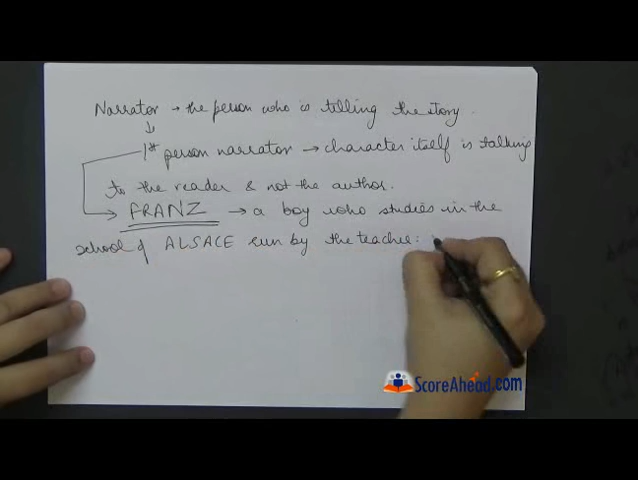 Narrator → the person who is telling the story.
↓
1st person narrator → character itself is talking
to the reader & not the author.
→ FRANZ → a boy who studies in the
school of ALSACE run by the teacher:
ScoreAhead.com